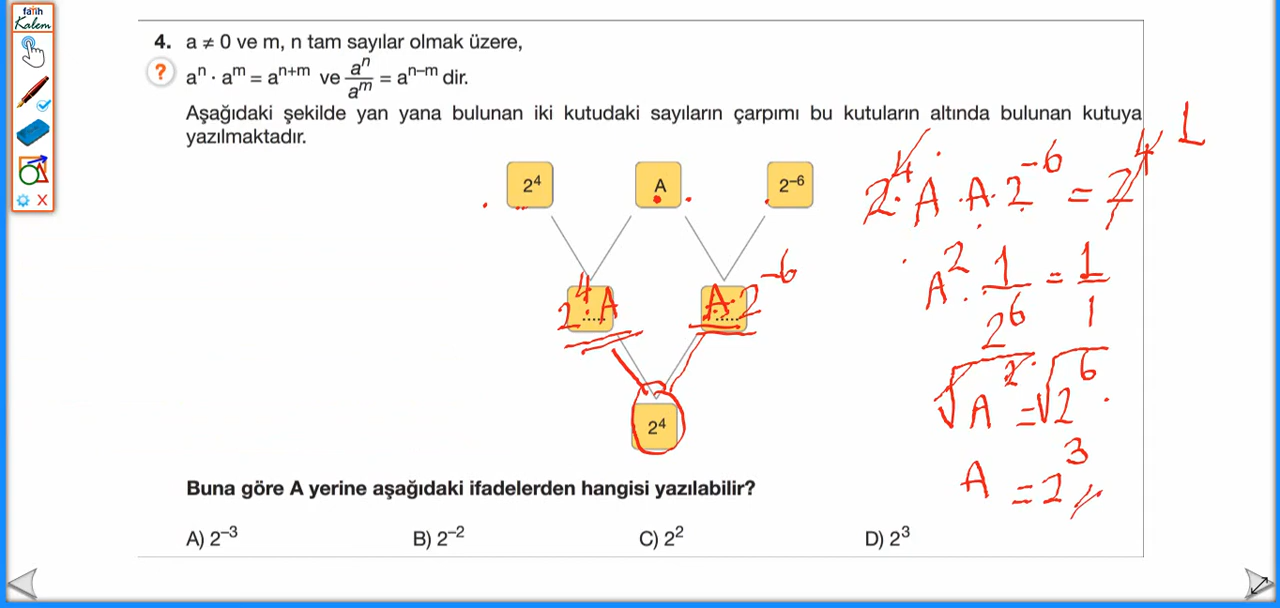 fatih
Kalem
4. a ≠ 0 ve m, n tam sayılar olmak üzere,
? aⁿ · aᵐ = aⁿ⁺ᵐ ve aⁿ/aᵐ = aⁿ⁻ᵐ dir.
Aşağıdaki şekilde yan yana bulunan iki kutudaki sayıların çarpımı bu kutuların altında bulunan kutuya
yazılmaktadır.
2⁴ A 2⁻⁶
2⁴·A A·2⁻⁶
..... .....
2⁴
2⁴·A·A·2⁻⁶ = 2⁴ 1
A²·1/2⁶ = 1/1
√A² = √2⁶
A = 2³
Buna göre A yerine aşağıdaki ifadelerden hangisi yazılabilir?
A) 2⁻³ B) 2⁻² C) 2² D) 2³